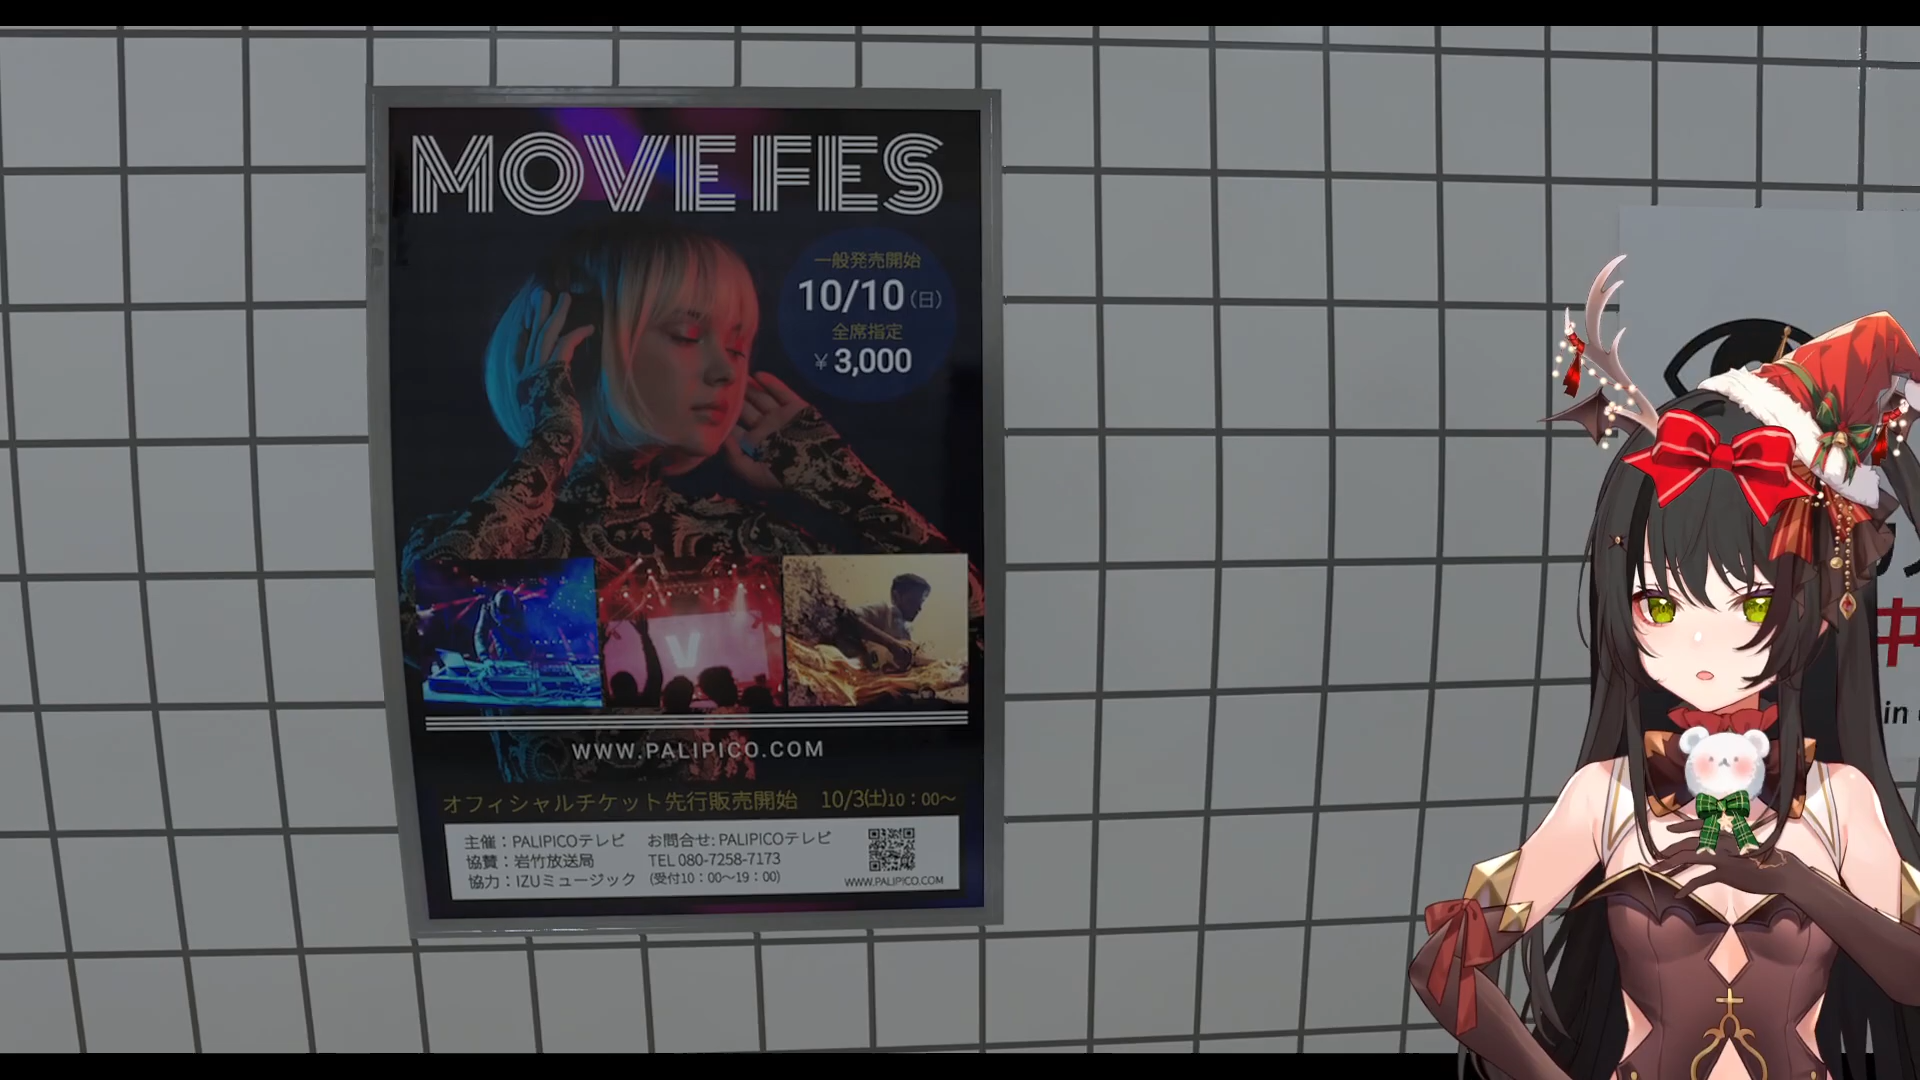 MOVE FES
一般発売開始
10/10(日)
全席指定
¥3,000
V
WWW.PALIPICO.COM
オフィシャルチケット先行販売開始 10/3(土)10:00〜
主催:PALIPICOテレビ お問合せ:PALIPICOテレビ
協賛:岩竹放送局 TEL 080-7258-7173
協力:IZUミュージック (受付10:00〜19:00)
WWW.PALIPICO.COM
in